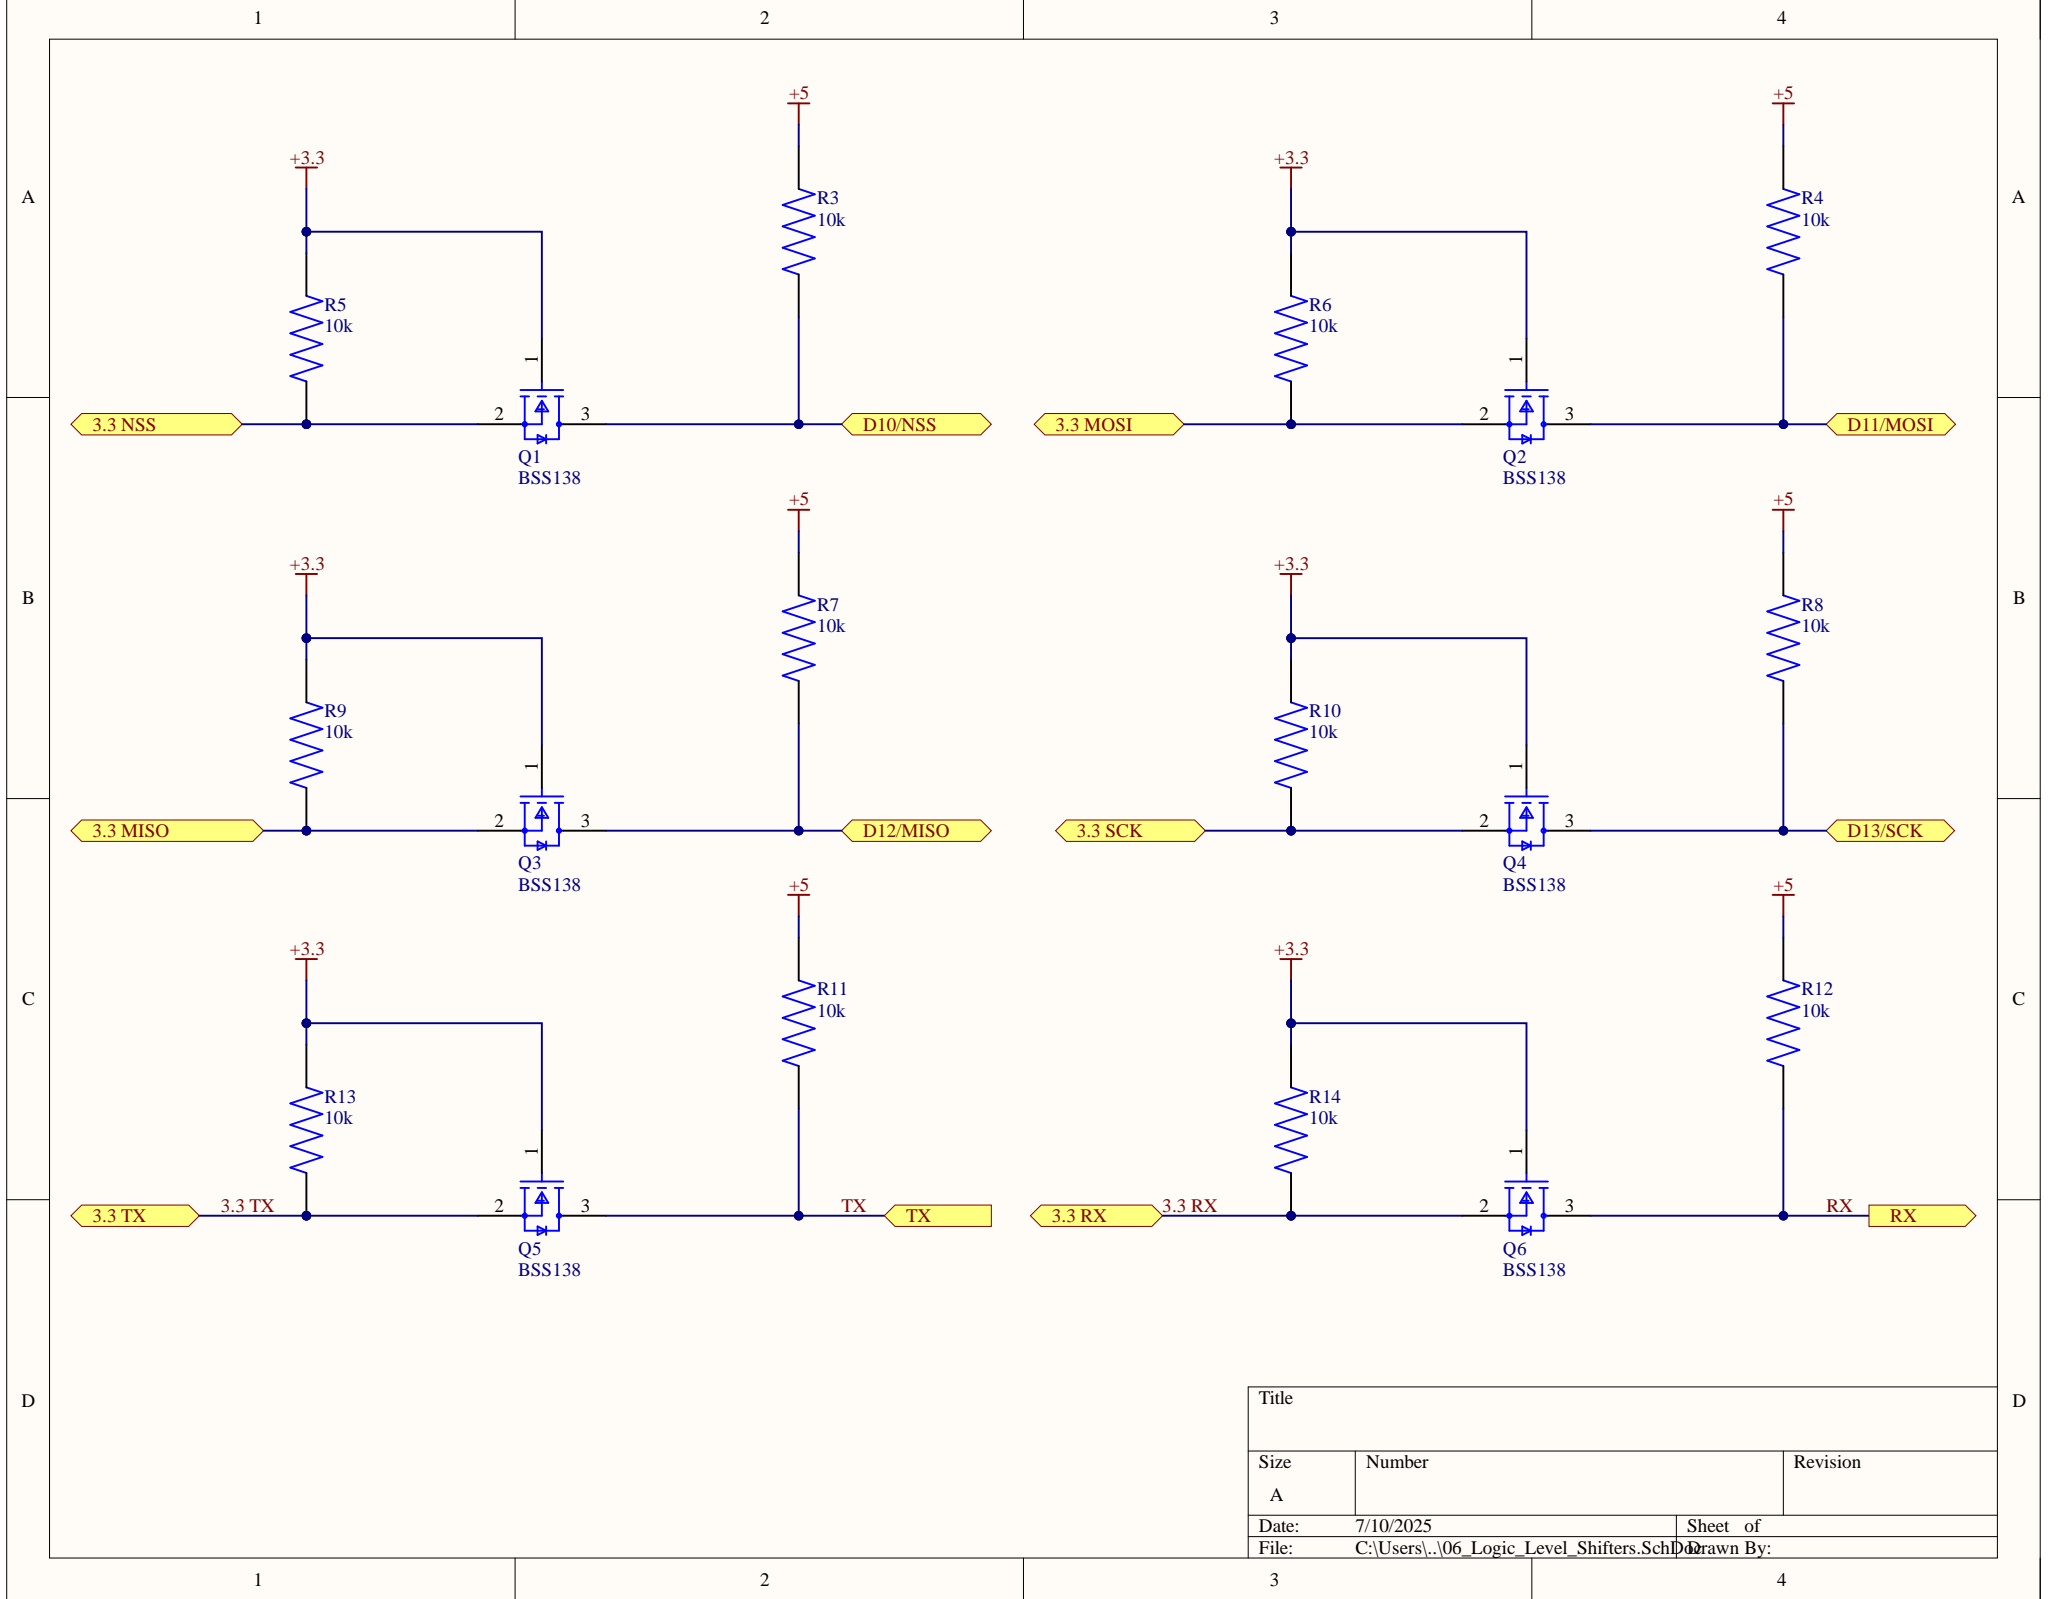 1 2 3 4
+5 +5
+3.3 +3.3
A R3 R4 A
10k 10k
R5 R6
10k 10k
1 1
3.3 NSS 2 3 D10/NSS 3.3 MOSI 2 3 D11/MOSI
Q1 Q2
BSS138 BSS138
+5 +5
+3.3 +3.3
B R7 R8 B
10k 10k
R9 R10
10k 10k
1 1
3.3 MISO 2 3 D12/MISO 3.3 SCK 2 3 D13/SCK
Q3 Q4
BSS138 BSS138
+5 +5
+3.3 +3.3
C R11 R12 C
10k 10k
R13 R14
10k 10k
1 1
3.3 TX 3.3 TX 2 3 TX TX 3.3 RX 3.3 RX 2 3 RX RX
Q5 Q6
BSS138 BSS138
D D
Title
Size Number Revision
A
Date: 7/10/2025 Sheet of
File: C:\Users\..\06_Logic_Level_Shifters.SchDoc Drawn By:
1 2 3 4